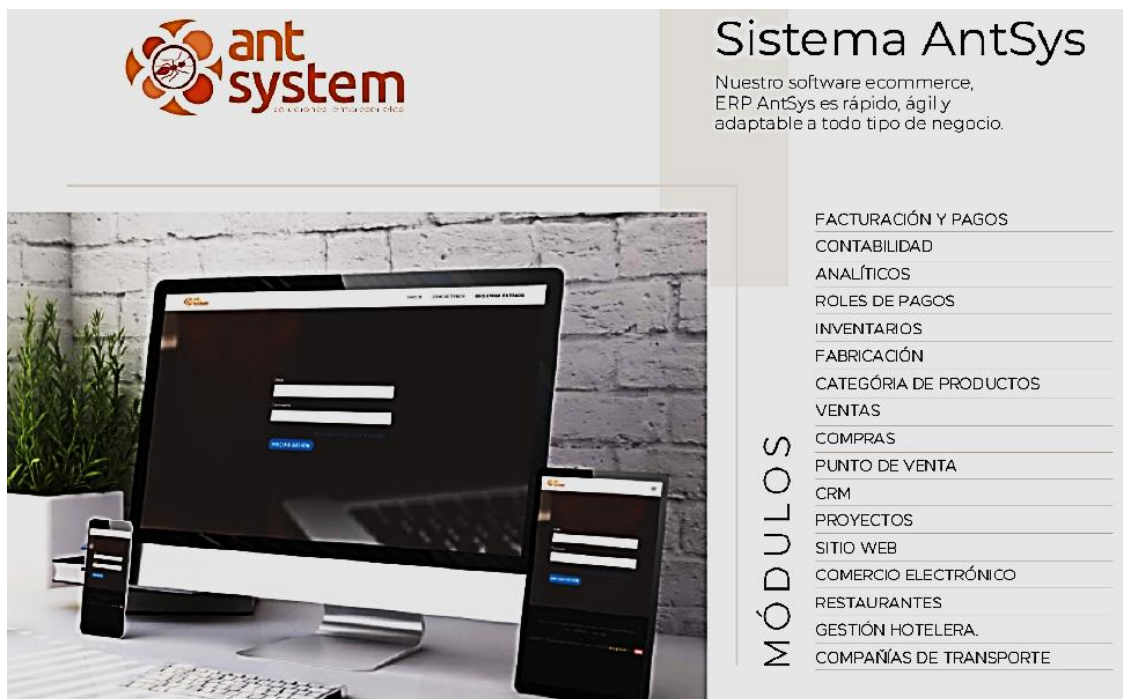 ant
system
soluciones empresariales
Sistema AntSys
Nuestro software ecommerce,
ERP AntSys es rápido, ágil y
adaptable a todo tipo de negocio.
MÓDULOS
FACTURACIÓN Y PAGOS
CONTABILIDAD
ANALÍTICOS
ROLES DE PAGOS
INVENTARIOS
FABRICACIÓN
CATEGÓRIA DE PRODUCTOS
VENTAS
COMPRAS
PUNTO DE VENTA
CRM
PROYECTOS
SITIO WEB
COMERCIO ELECTRÓNICO
RESTAURANTES
GESTIÓN HOTELERA.
COMPAÑÍAS DE TRANSPORTE